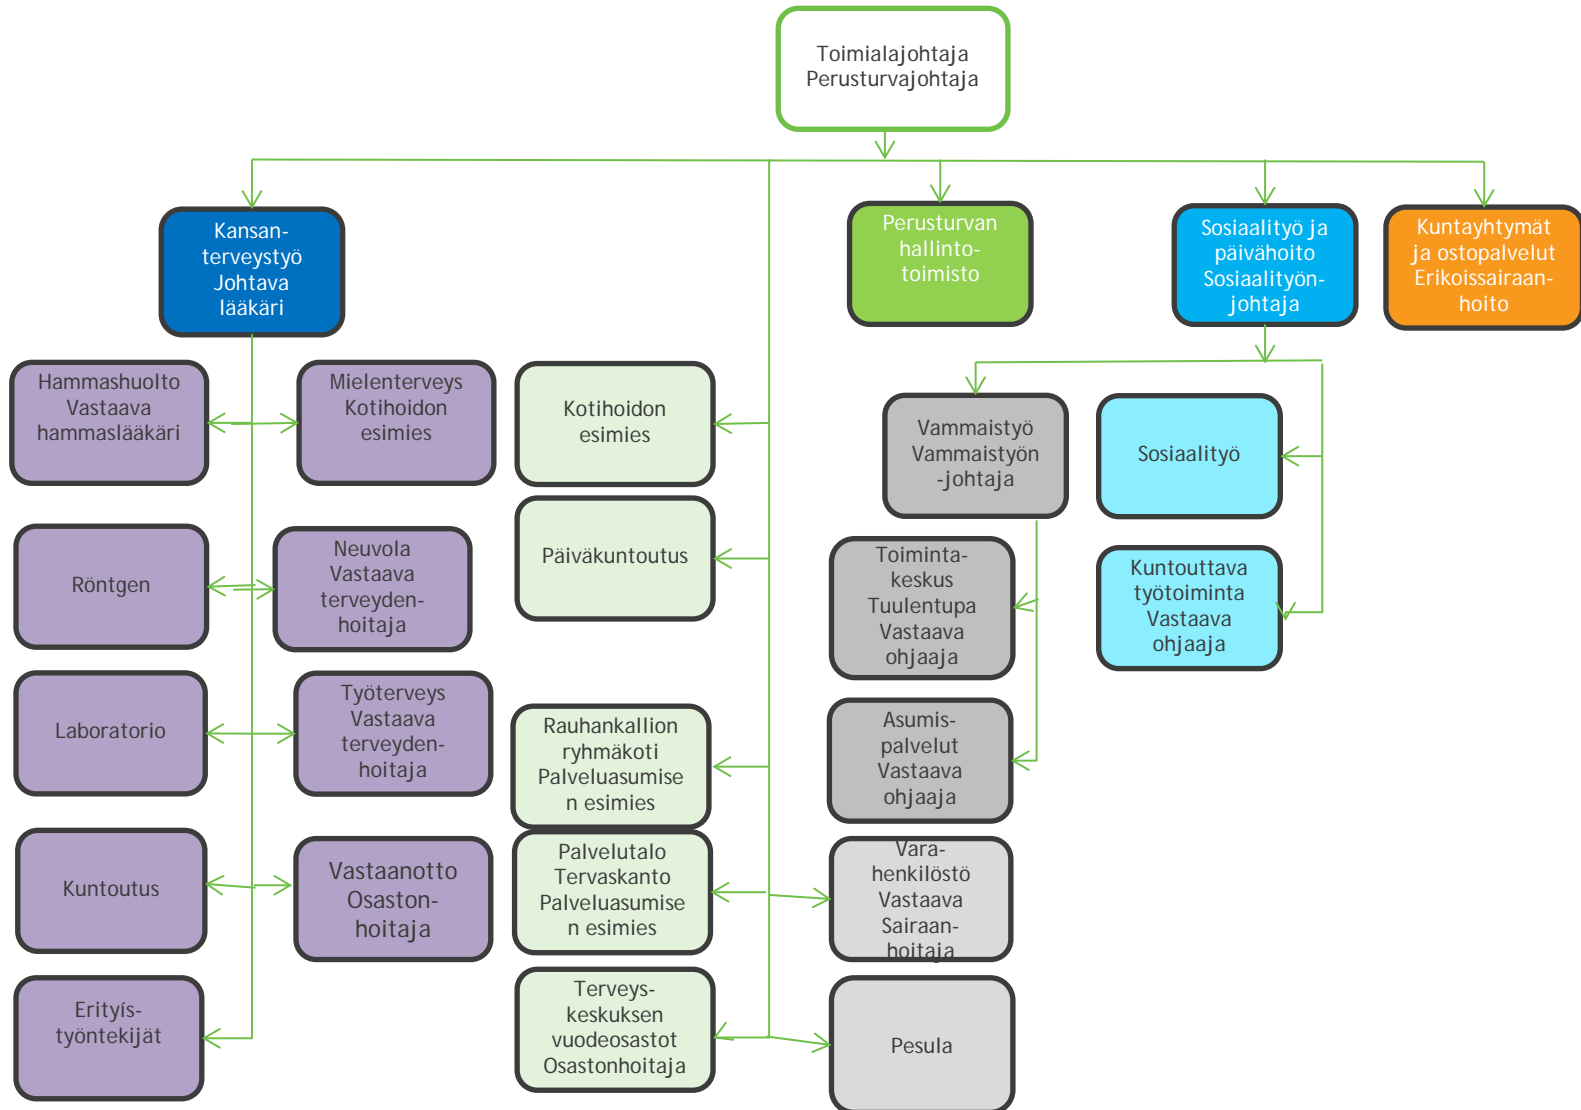 Toimialajohtaja
Perusturvajohtaja
Kansan-
terveystyö
Johtava
lääkäri
Perusturvan
hallinto-
toimisto
Sosiaalityö ja
päivähoito
Sosiaalityön-
johtaja
Kuntayhtymät
ja ostopalvelut
Erikoissairaan-
hoito
Hammashuolto
Vastaava
hammaslääkäri
Mielenterveys
Kotihoidon
esimies
Kotihoidon
esimies
Vammaistyö
Vammaistyön
-johtaja
Sosiaalityö
Röntgen
Neuvola
Vastaava
terveyden-
hoitaja
Päiväkuntoutus
Toiminta-
keskus
Tuulentupa
Vastaava
ohjaaja
Kuntouttava
työtoiminta
Vastaava
ohjaaja
Laboratorio
Työterveys
Vastaava
terveyden-
hoitaja
Rauhankallion
ryhmäkoti
Palveluasumise
n esimies
Asumis-
palvelut
Vastaava
ohjaaja
Kuntoutus
Vastaanotto
Osaston-
hoitaja
Palvelutalo
Tervaskanto
Palveluasumise
n esimies
Vara-
henkilöstö
Vastaava
Sairaan-
hoitaja
Erityís-
työntekijät
Terveys-
keskuksen
vuodeosastot
Osastonhoitaja
Pesula